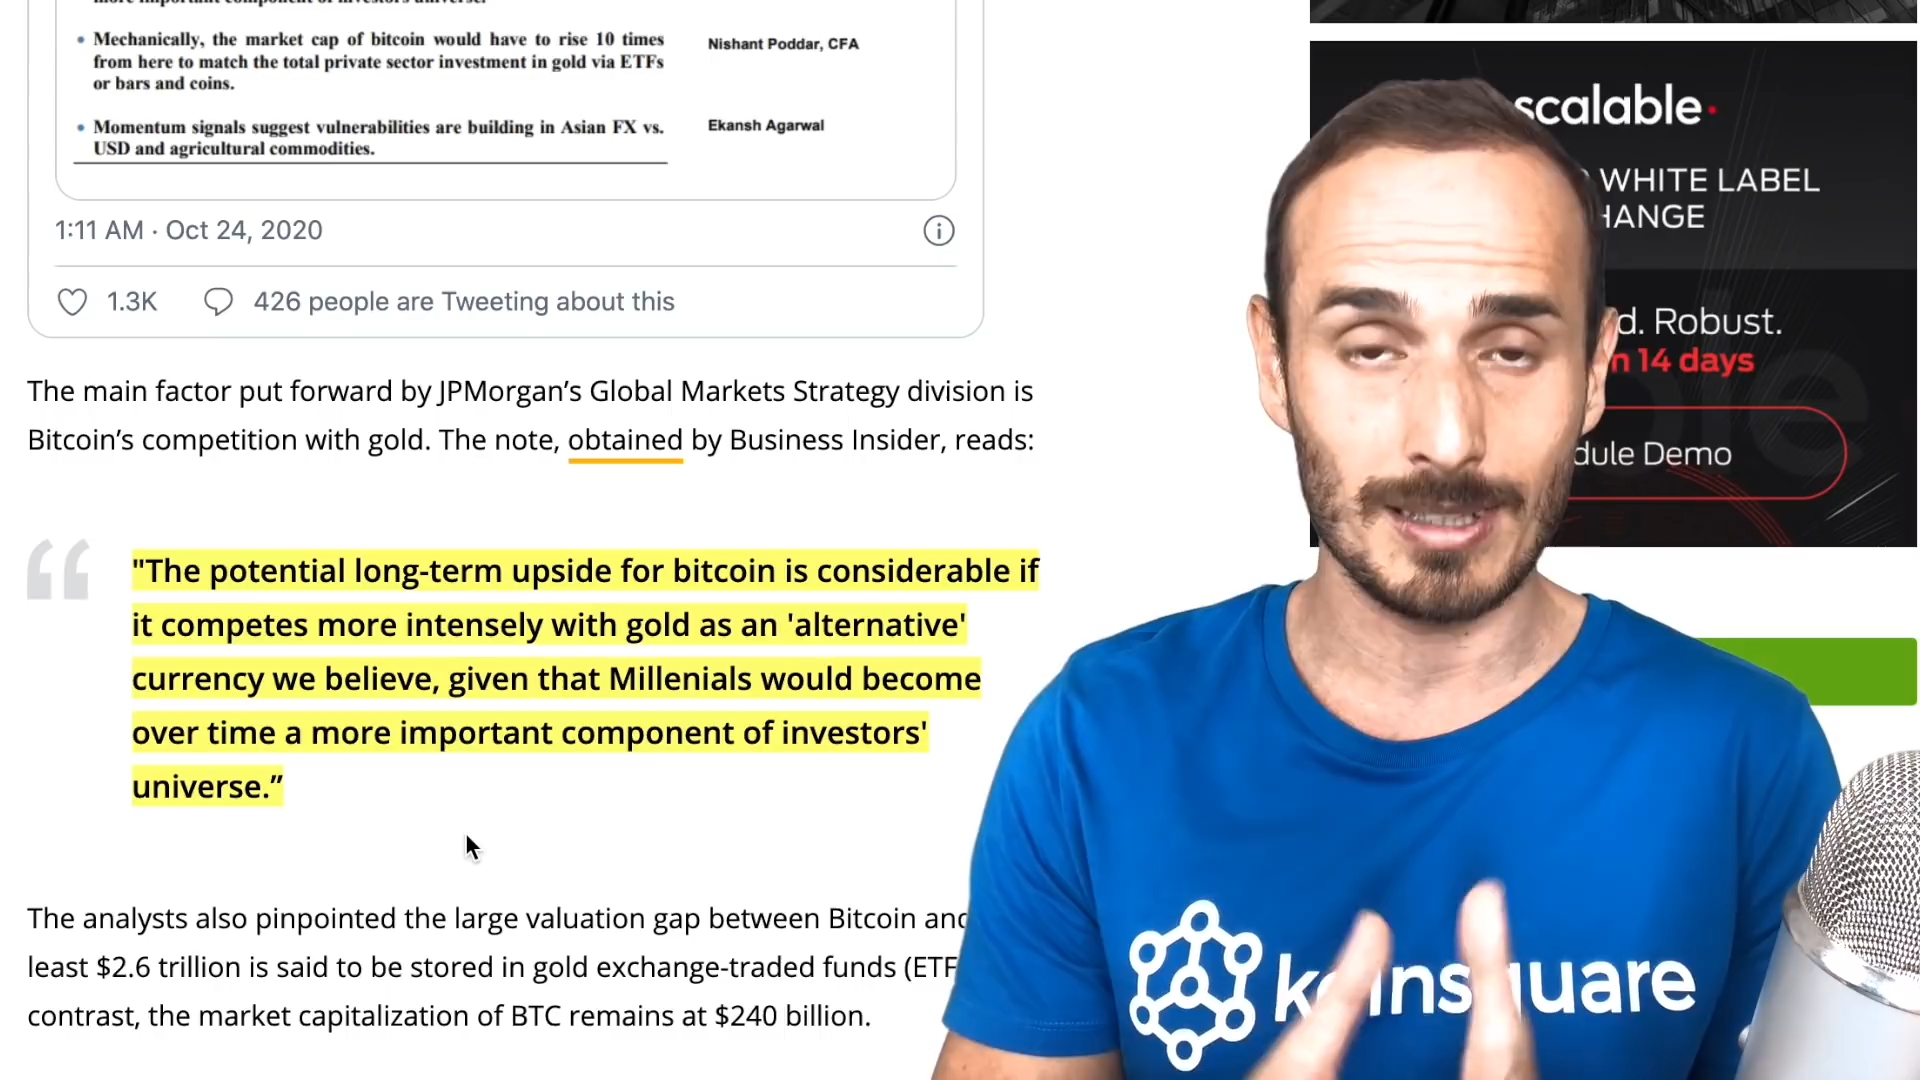 • Mechanically, the market cap of bitcoin would have to rise 10 times
from here to match the total private sector investment in gold via ETFs
or bars and coins.
Nishant Poddar, CFA
• Momentum signals suggest vulnerabilities are building in Asian FX vs.
USD and agricultural commodities.
Ekansh Agarwal
1:11 AM · Oct 24, 2020
1.3K 426 people are Tweeting about this
The main factor put forward by JPMorgan's Global Markets Strategy division is
Bitcoin's competition with gold. The note, obtained by Business Insider, reads:
"The potential long-term upside for bitcoin is considerable if
it competes more intensely with gold as an 'alternative'
currency we believe, given that Millenials would become
over time a more important component of investors'
universe.”
The analysts also pinpointed the large valuation gap between Bitcoin and
least $2.6 trillion is said to be stored in gold exchange-traded funds (ETF
contrast, the market capitalization of BTC remains at $240 billion.
scalable
WHITE LABEL
HANGE
d. Robust.
n 14 days
dule Demo